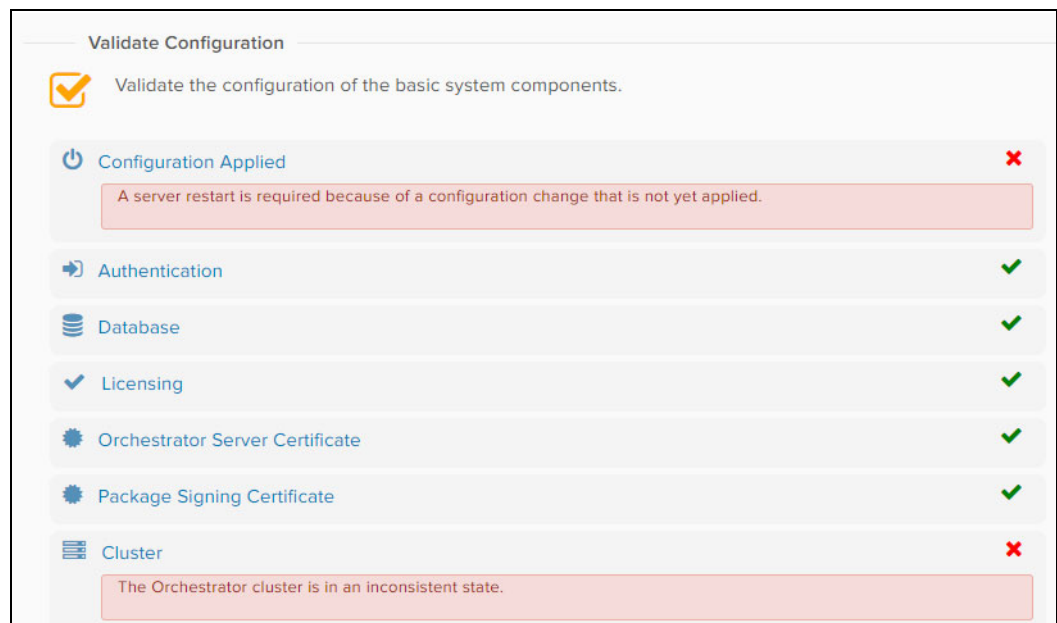 Validate Configuration
Validate the configuration of the basic system components.
Configuration Applied
A server restart is required because of a configuration change that is not yet applied.
Authentication
Database
Licensing
Orchestrator Server Certificate
Package Signing Certificate
Cluster
The Orchestrator cluster is in an inconsistent state.